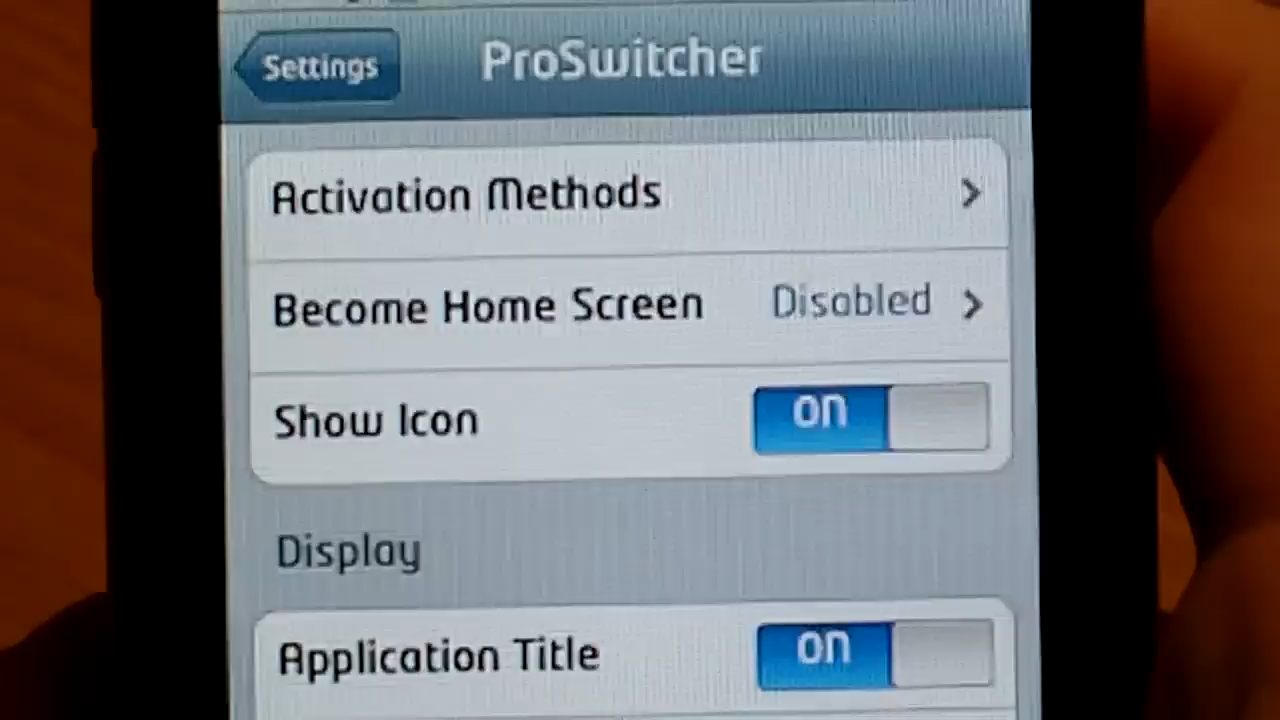 Settings
ProSwitcher
Activation Methods
Become Home Screen Disabled
Show Icon ON
Display
Application Title ON